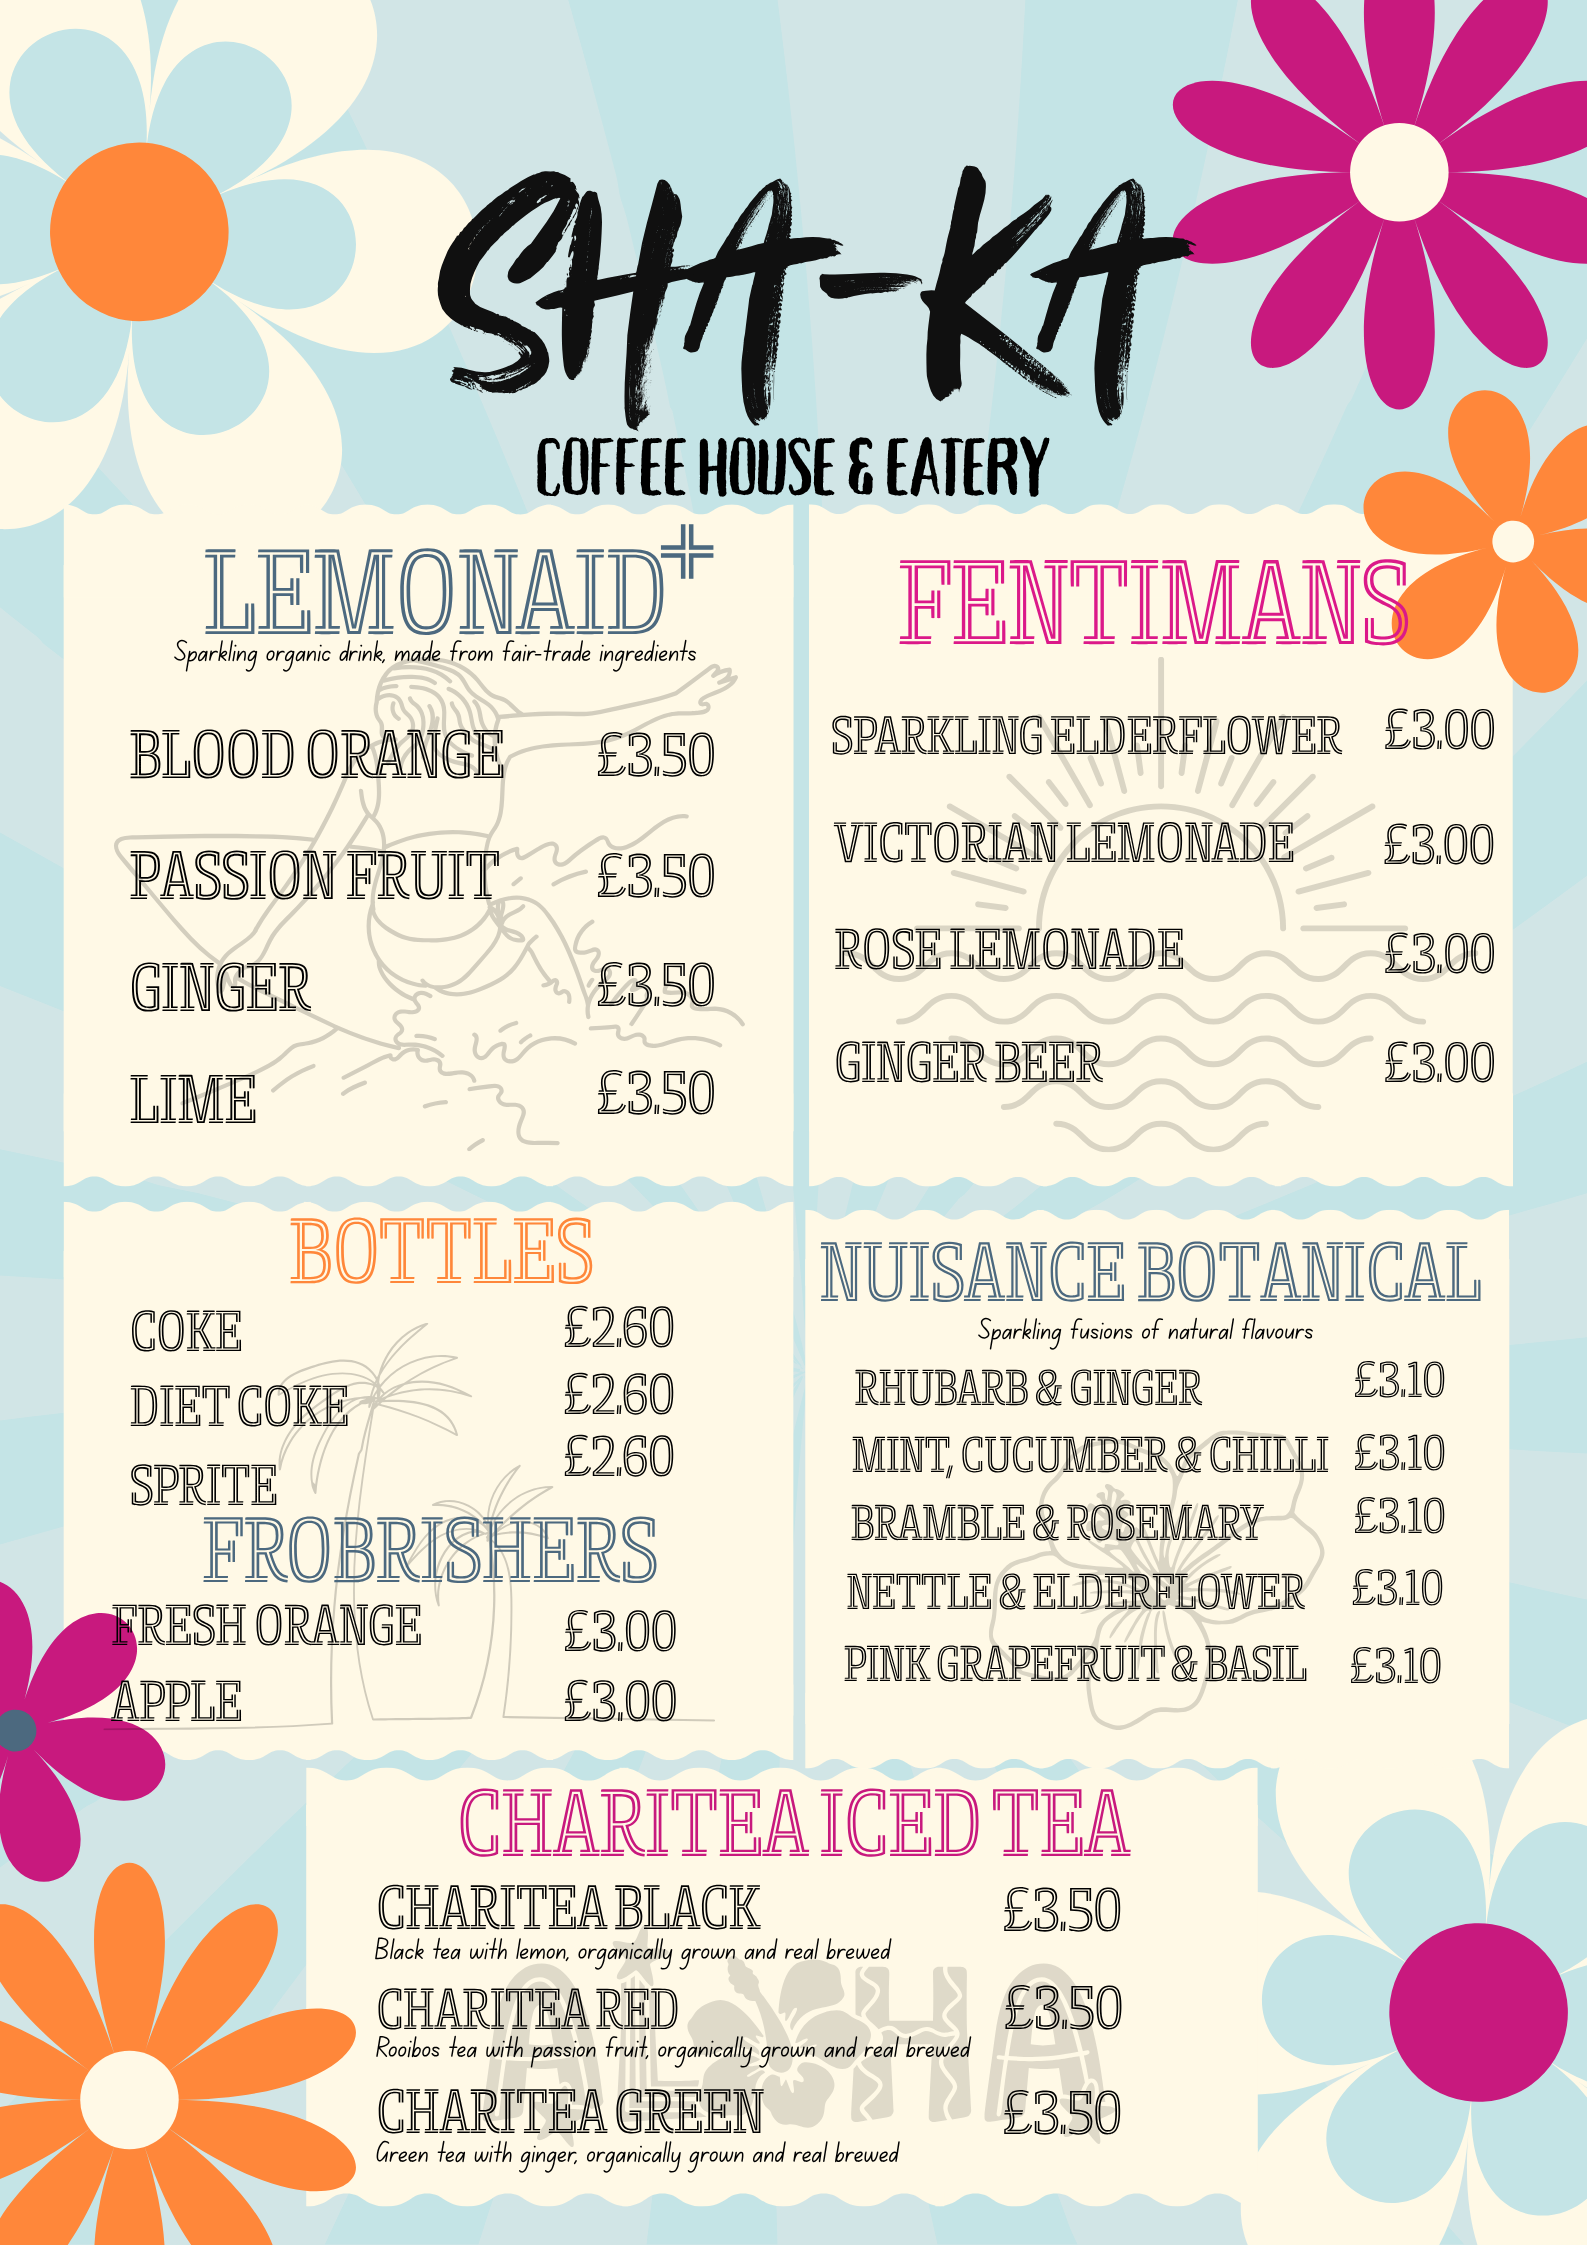 SHA-KA
COFFEE HOUSE & EATERY
LEMONAID+
Sparkling organic drink, made from fair-trade ingredients
BLOOD ORANGE £3.50
PASSION FRUIT £3.50
GINGER £3.50
LIME £3.50
FENTIMANS
SPARKLING ELDERFLOWER £3.00
VICTORIAN LEMONADE £3.00
ROSE LEMONADE £3.00
GINGER BEER £3.00
BOTTLES
COKE £2.60
DIET COKE £2.60
SPRITE £2.60
FROBRISHERS
FRESH ORANGE £3.00
APPLE £3.00
NUISANCE BOTANICAL
Sparkling fusions of natural flavours
RHUBARB & GINGER £3.10
MINT, CUCUMBER & CHILLI £3.10
BRAMBLE & ROSEMARY £3.10
NETTLE & ELDERFLOWER £3.10
PINK GRAPEFRUIT & BASIL £3.10
CHARITEA ICED TEA
CHARITEA BLACK £3.50
Black tea with lemon, organically grown and real brewed
CHARITEA RED £3.50
Rooibos tea with passion fruit, organically grown and real brewed
CHARITEA GREEN £3.50
Green tea with ginger, organically grown and real brewed
ALOHA